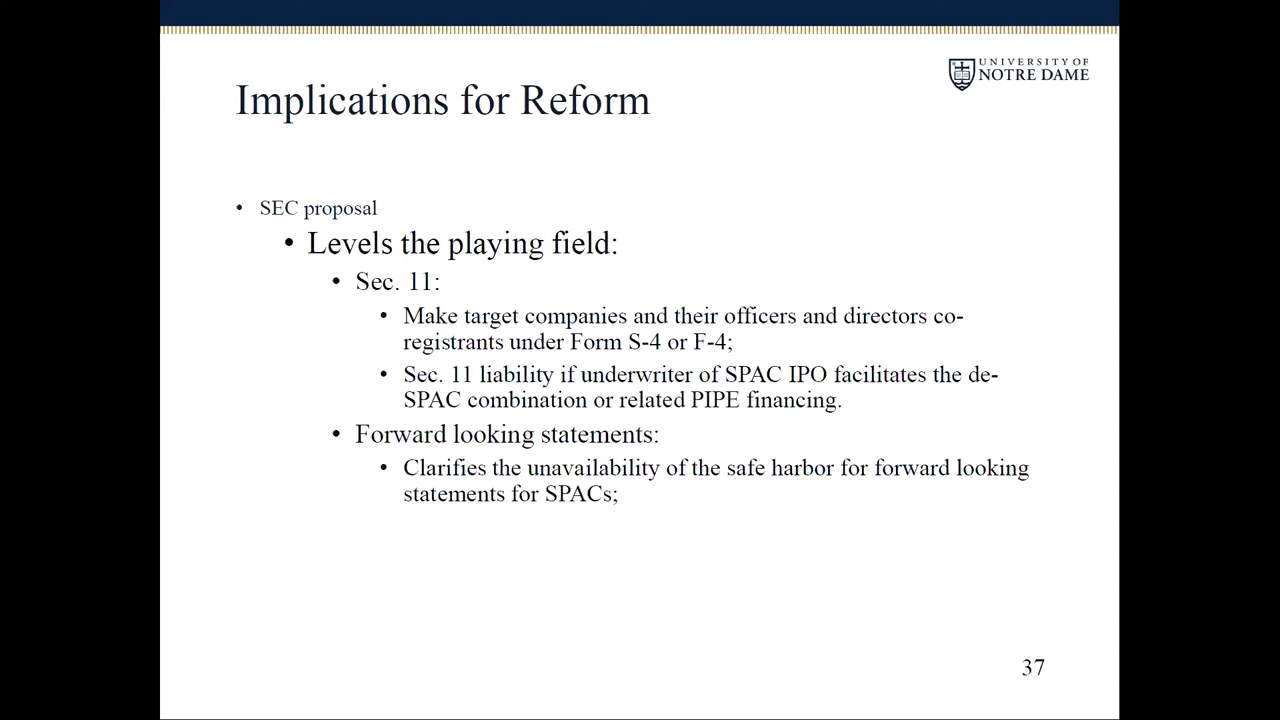 UNIVERSITY OF
NOTRE DAME
Implications for Reform
• SEC proposal
• Levels the playing field:
• Sec. 11:
• Make target companies and their officers and directors co-
registrants under Form S-4 or F-4;
• Sec. 11 liability if underwriter of SPAC IPO facilitates the de-
SPAC combination or related PIPE financing.
• Forward looking statements:
• Clarifies the unavailability of the safe harbor for forward looking
statements for SPACs;
37